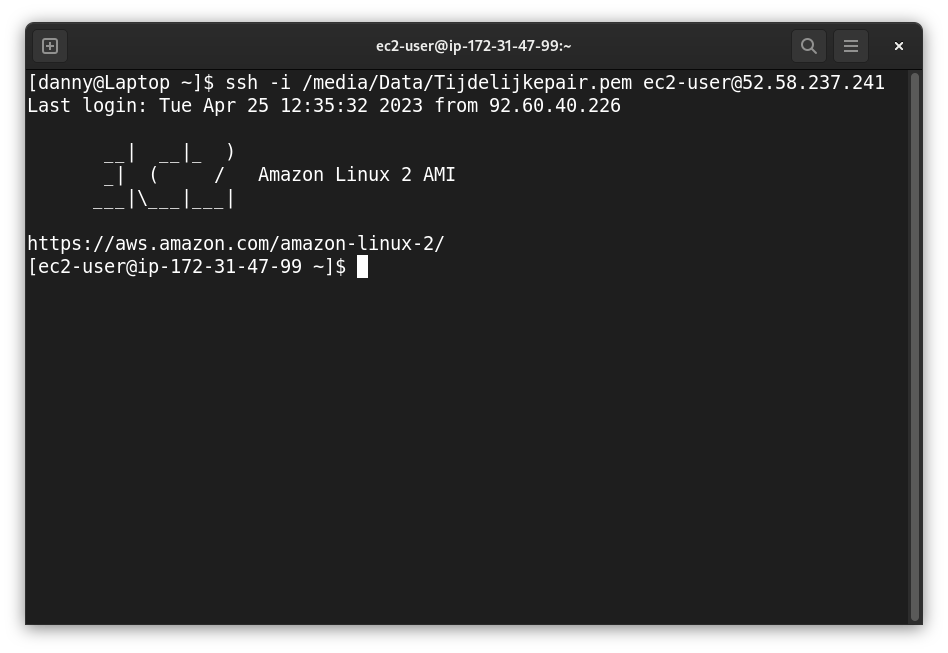 ec2-user@ip-172-31-47-99:~
[danny@Laptop ~]$ ssh -i /media/Data/Tijdelijkepair.pem ec2-user@52.58.237.241
Last login: Tue Apr 25 12:35:32 2023 from 92.60.40.226

       __|  __|_  )
       _|  (     /   Amazon Linux 2 AMI
      ___|\___|___|

https://aws.amazon.com/amazon-linux-2/
[ec2-user@ip-172-31-47-99 ~]$